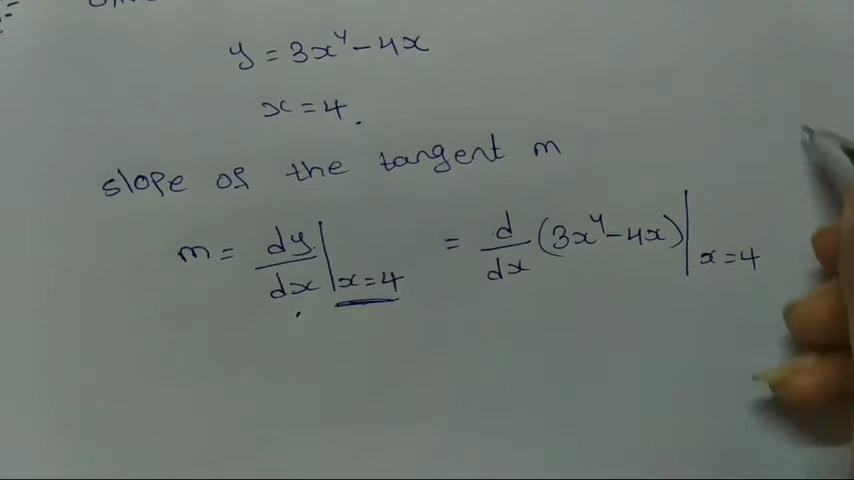 y = 3x⁴ - 4x
x = 4.
slope of the tangent m
m = dy/dx |x=4 = d/dx (3x⁴ - 4x) |x=4